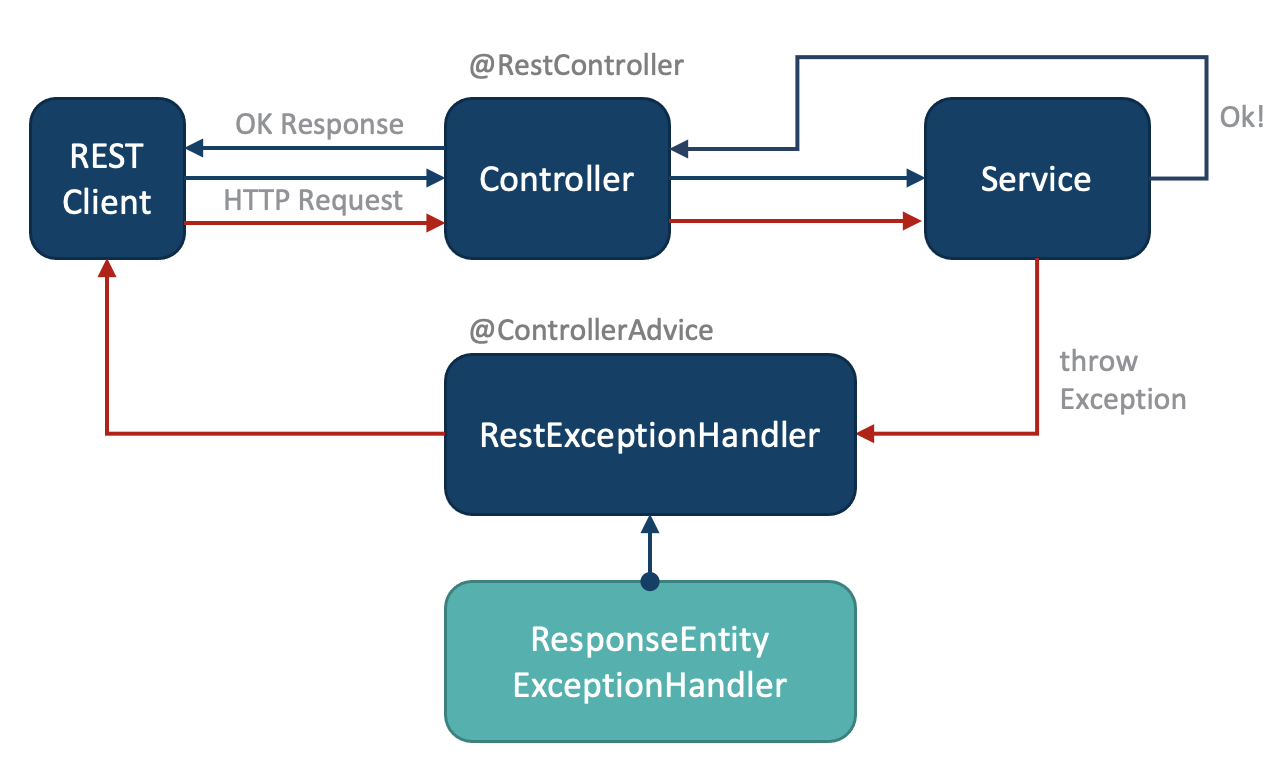 @RestController
OK Response
Ok!
REST
Client
Controller
Service
HTTP Request
@ControllerAdvice
throw
Exception
RestExceptionHandler
ResponseEntity
ExceptionHandler